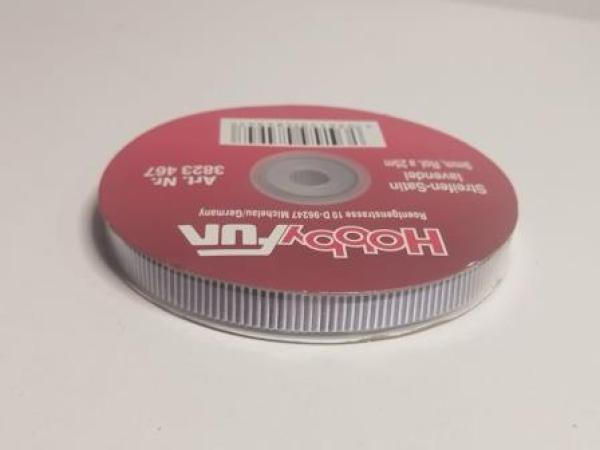 HobbyFun
Roentgenstrasse 10 D-96247 Michelau/Germany
Streifen-Satin
lavendel
9mm, Rol. a 25m
Art. Nr.
3823 467